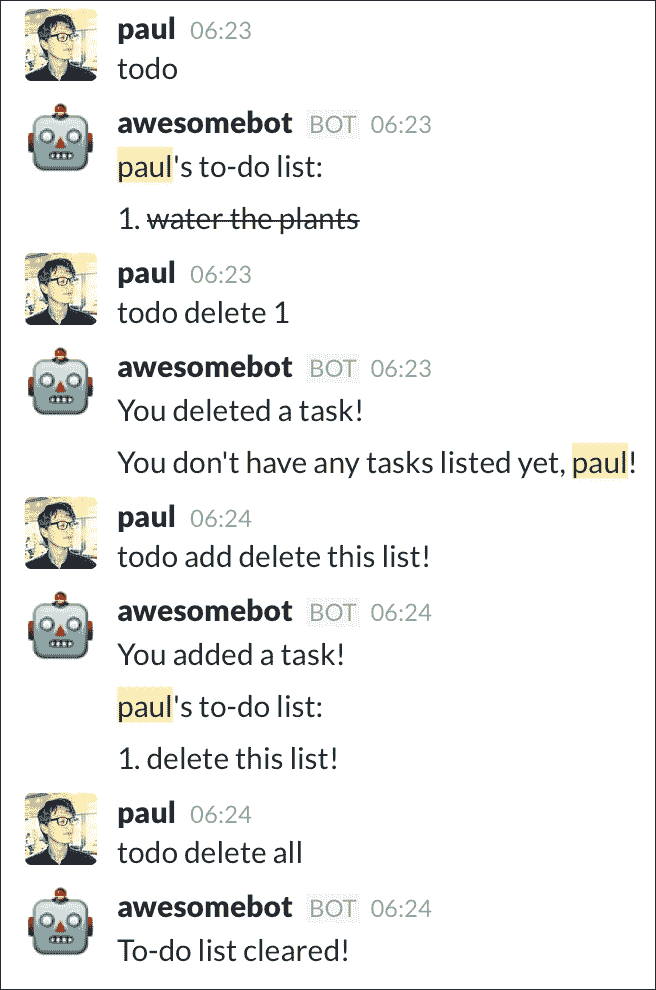 paul 06:23
todo
awesomebot BOT 06:23
paul's to-do list:
1. water the plants
paul 06:23
todo delete 1
awesomebot BOT 06:23
You deleted a task!
You don't have any tasks listed yet, paul!
paul 06:24
todo add delete this list!
awesomebot BOT 06:24
You added a task!
paul's to-do list:
1. delete this list!
paul 06:24
todo delete all
awesomebot BOT 06:24
To-do list cleared!